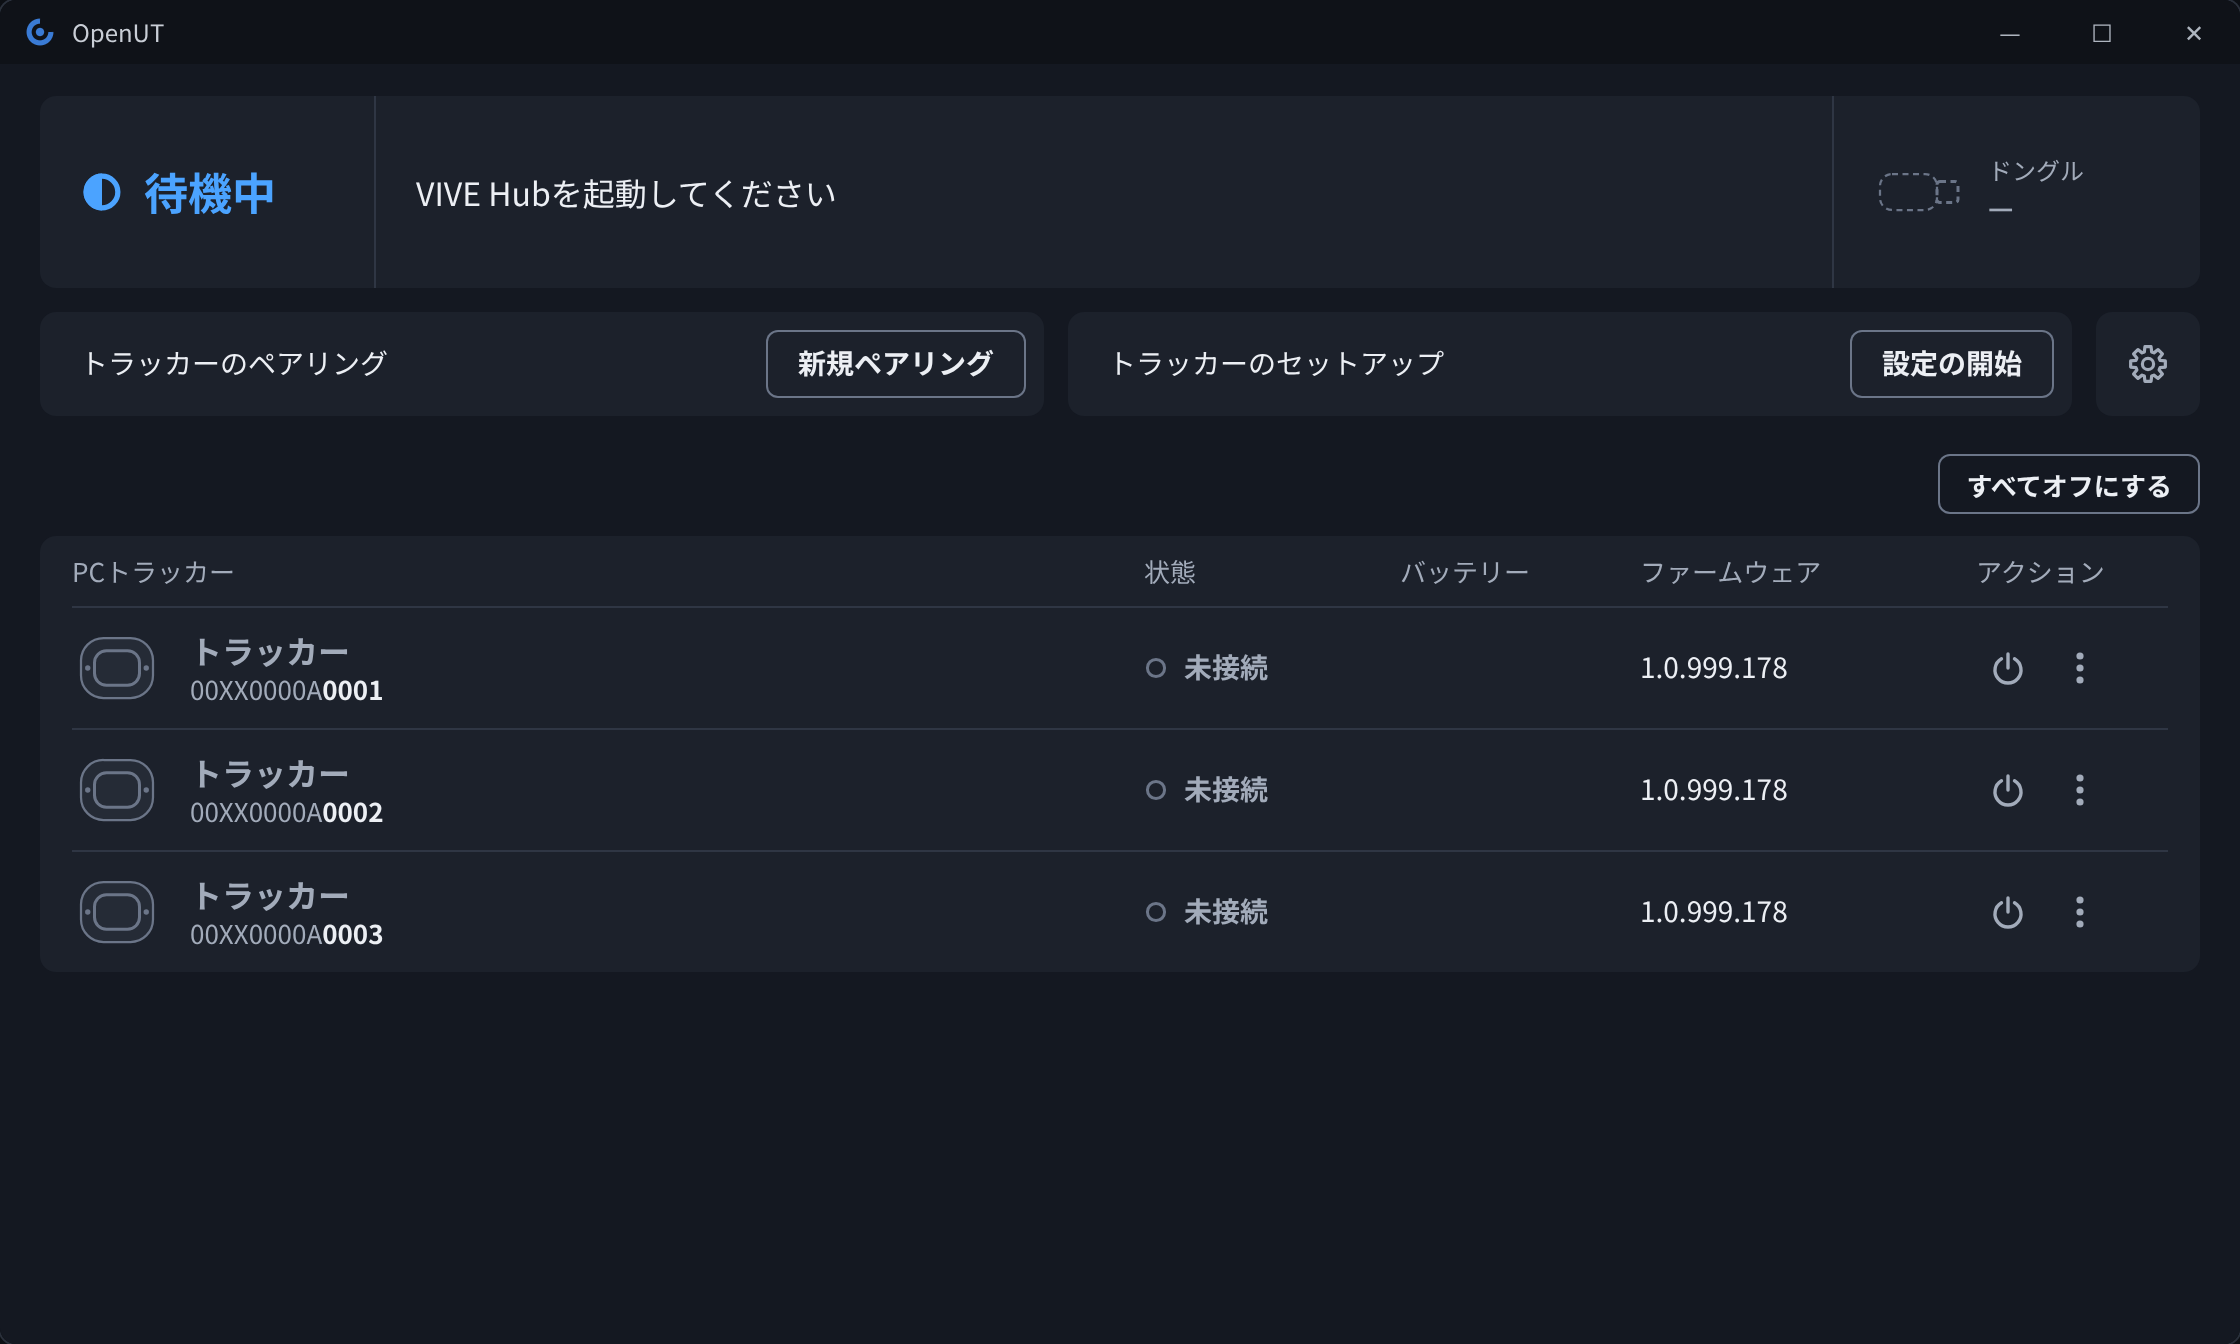 OpenUT
待機中
VIVE Hubを起動してください
ドングル
—
トラッカーのペアリング
新規ペアリング
トラッカーのセットアップ
設定の開始
すべてオフにする
PCトラッカー 状態 バッテリー ファームウェア アクション
トラッカー
00XX0000A0001
未接続
1.0.999.178
トラッカー
00XX0000A0002
未接続
1.0.999.178
トラッカー
00XX0000A0003
未接続
1.0.999.178